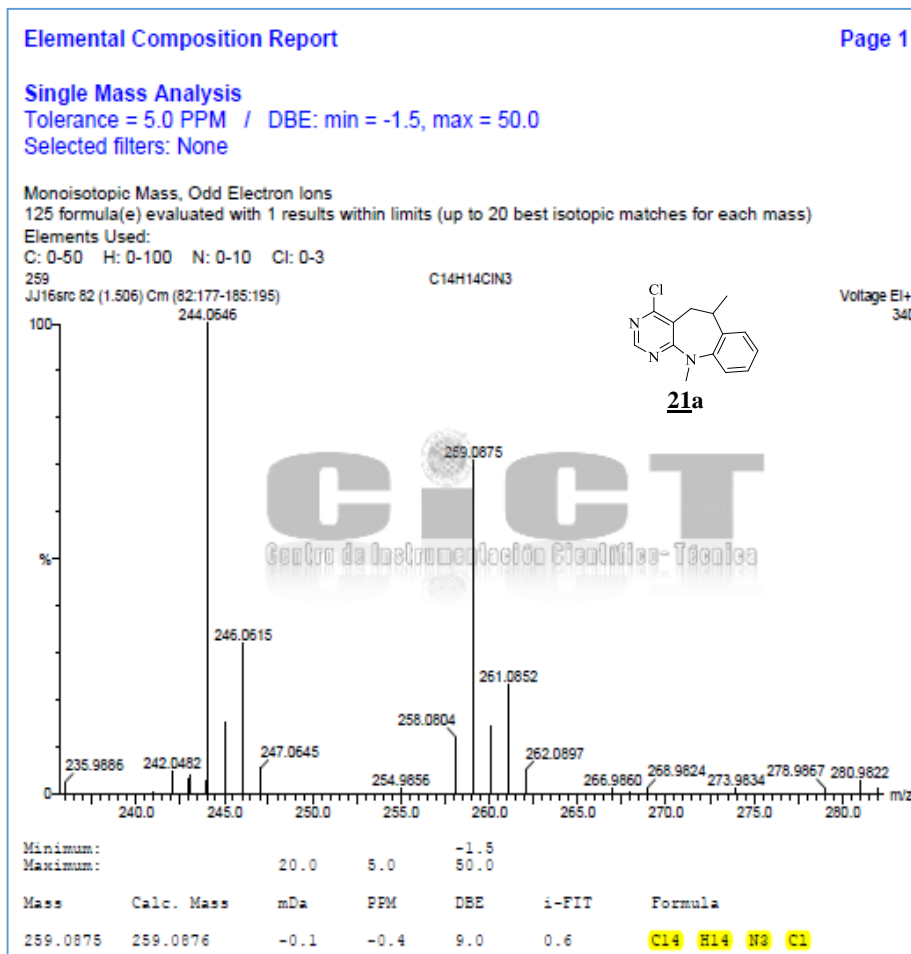 Elemental Composition Report Page 1
Single Mass Analysis
Tolerance = 5.0 PPM / DBE: min = -1.5, max = 50.0
Selected filters: None
Monoisotopic Mass, Odd Electron Ions
125 formula(e) evaluated with 1 results within limits (up to 20 best isotopic matches for each mass)
Elements Used:
C: 0-50 H: 0-100 N: 0-10 Cl: 0-3
259 C14H14ClN3
JJ16src 82 (1.506) Cm (82:177-185:195) Voltage EI+
340
100
244.0646
Cl
N
N
N
21a
259.0875
CiCT
Centro de Instrumentación Científico-Técnica
%
246.0615
261.0852
258.0804
235.9886 242.0482 247.0645 254.9856 262.0897 266.9860 268.9824 273.9834 278.9867 280.9822
0 m/z
240.0 245.0 250.0 255.0 260.0 265.0 270.0 275.0 280.0
Minimum: -1.5
Maximum: 20.0 5.0 50.0
Mass Calc. Mass mDa PPM DBE i-FIT Formula
259.0875 259.0876 -0.1 -0.4 9.0 0.6 C14 H14 N3 Cl